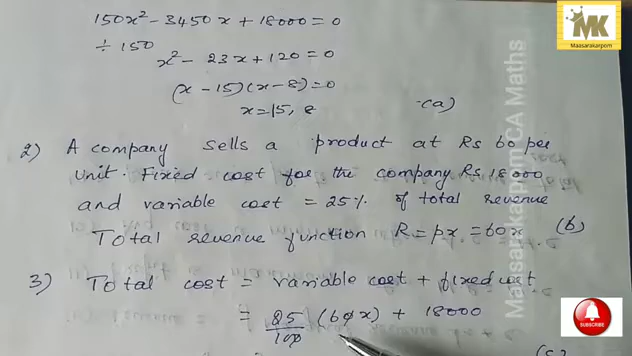 150x² - 3450x + 18000 = 0
÷ 150
x² - 23x + 120 = 0
(x - 15)(x - 8) = 0
x = 15, 8
(a)
2) A company sells a product at Rs 60 per
unit. Fixed cost for the company Rs 18000
and variable cost = 25% of total revenue
Total revenue function R = px = 60x (b)
3) Total cost = variable cost + fixed cost
= 25/100 (60x) + 18000
(c)
MK
Maasarakarpom
Maasarakarpom CA Maths
SUBSCRIBE